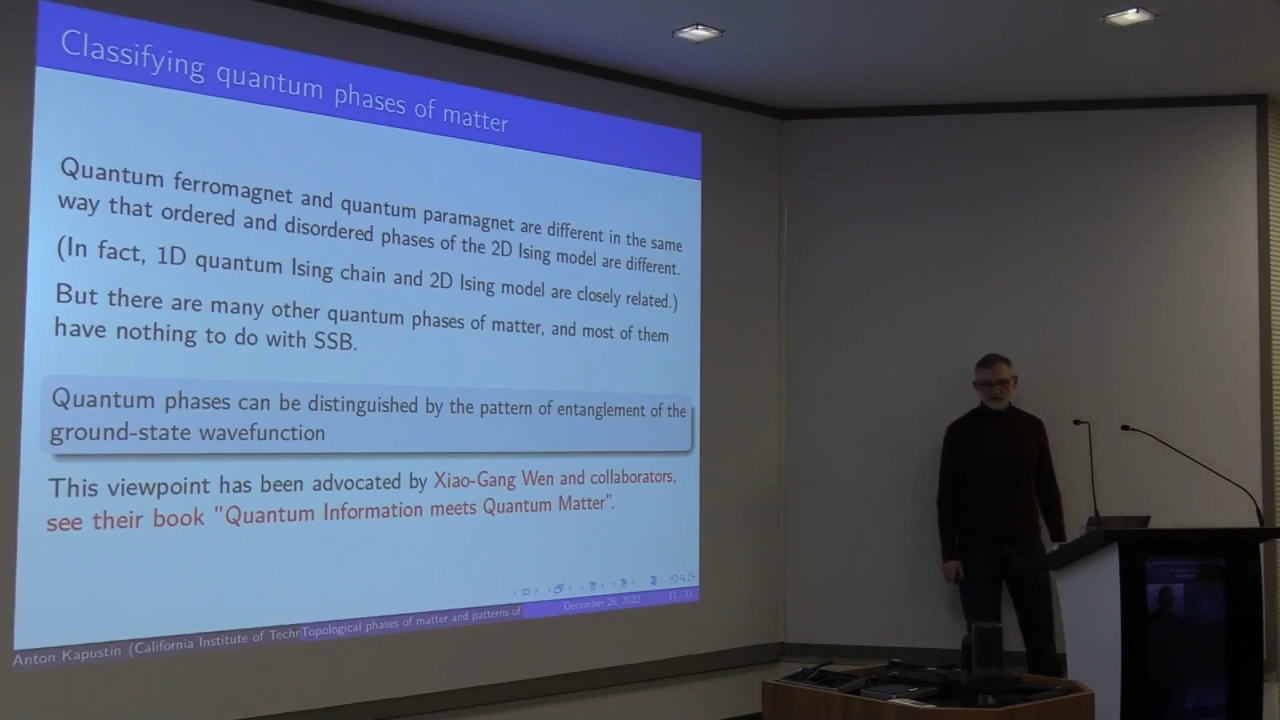 Classifying quantum phases of matter
Quantum ferromagnet and quantum paramagnet are different in the same
way that ordered and disordered phases of the 2D Ising model are different.
(In fact, 1D quantum Ising chain and 2D Ising model are closely related.)
But there are many other quantum phases of matter, and most of them
have nothing to do with SSB.
Quantum phases can be distinguished by the pattern of entanglement of the
ground-state wavefunction
This viewpoint has been advocated by Xiao-Gang Wen and collaborators,
see their book "Quantum Information meets Quantum Matter".
Anton Kapustin (California Institute of Techn Topological phases of matter and patterns of December 28, 2022 11 / 33